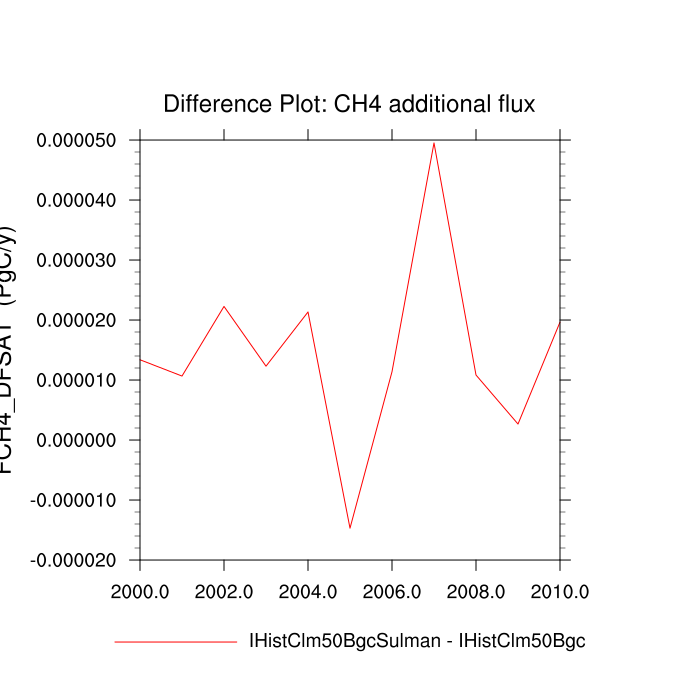 Difference Plot: CH4 additional flux
FCH4_DFSAT (PgC/y)
0.000050
0.000040
0.000030
0.000020
0.000010
0.000000
-0.000010
-0.000020
2000.0 2002.0 2004.0 2006.0 2008.0 2010.0
IHistClm50BgcSulman - IHistClm50Bgc